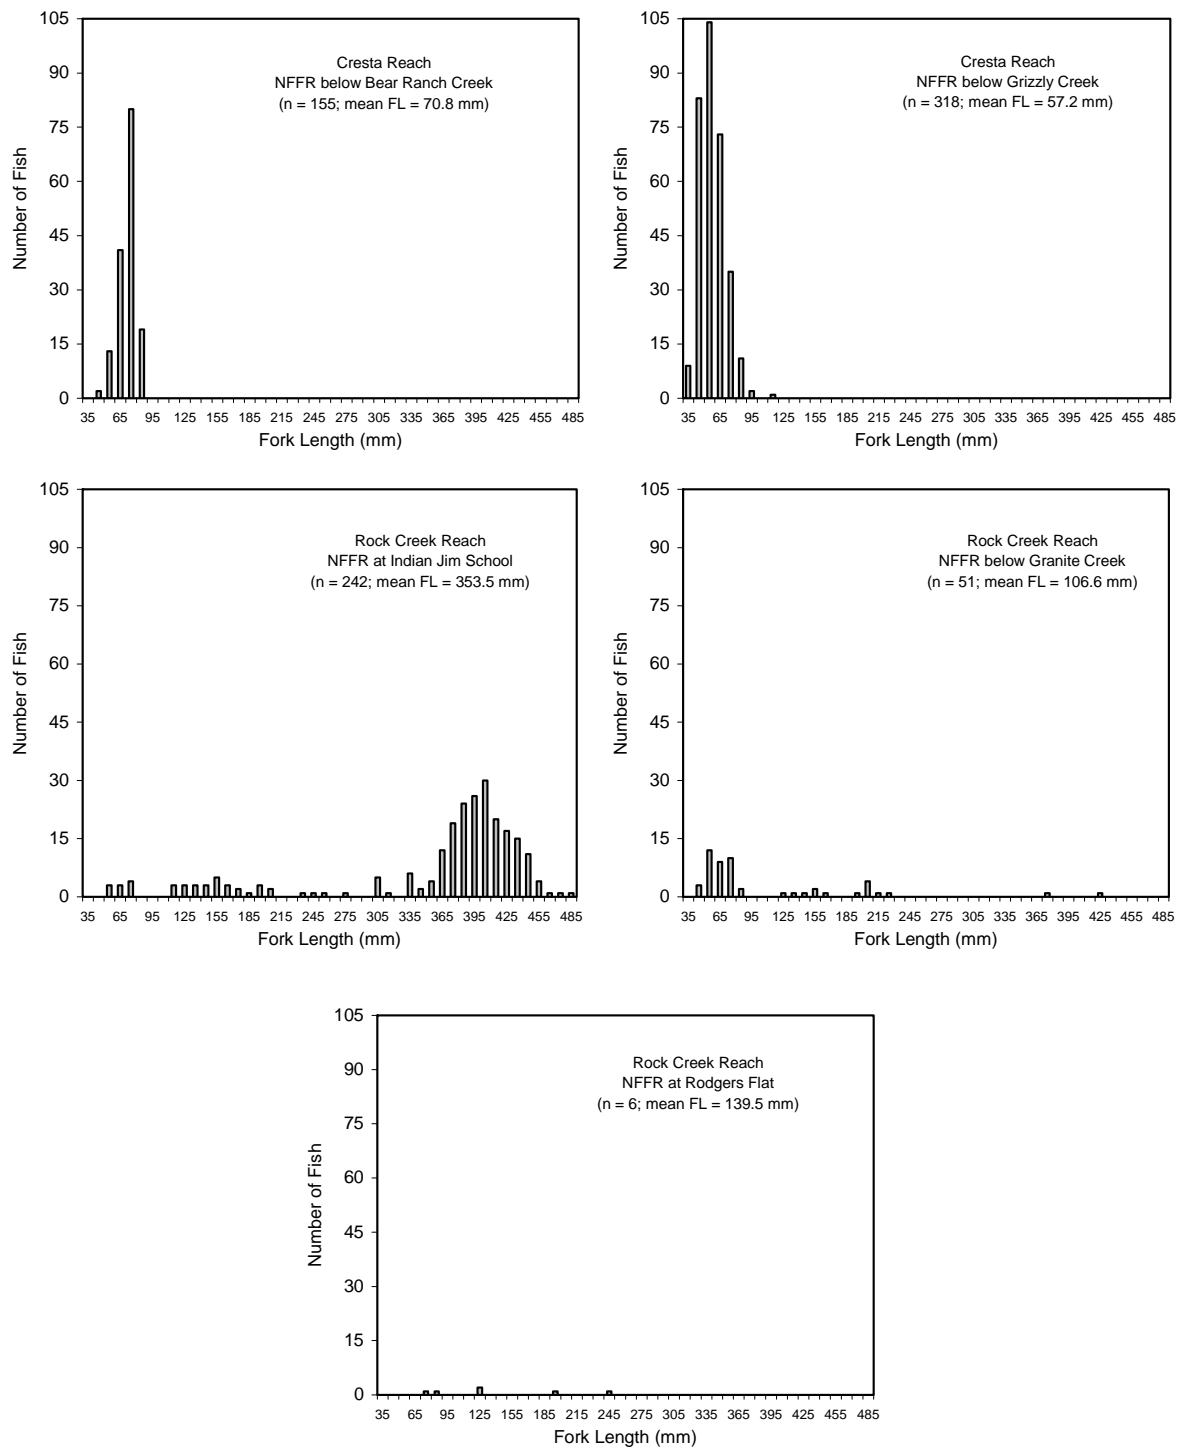 105
90
75
60
45
30
15
0
Number of Fish
Cresta Reach
NFFR below Bear Ranch Creek
(n = 155; mean FL = 70.8 mm)
35 65 95 125 155 185 215 245 275 305 335 365 395 425 455 485
Fork Length (mm)
105
90
75
60
45
30
15
0
Number of Fish
Cresta Reach
NFFR below Grizzly Creek
(n = 318; mean FL = 57.2 mm)
35 65 95 125 155 185 215 245 275 305 335 365 395 425 455 485
Fork Length (mm)
105
90
75
60
45
30
15
0
Number of Fish
Rock Creek Reach
NFFR at Indian Jim School
(n = 242; mean FL = 353.5 mm)
35 65 95 125 155 185 215 245 275 305 335 365 395 425 455 485
Fork Length (mm)
105
90
75
60
45
30
15
0
Number of Fish
Rock Creek Reach
NFFR below Granite Creek
(n = 51; mean FL = 106.6 mm)
35 65 95 125 155 185 215 245 275 305 335 365 395 425 455 485
Fork Length (mm)
105
90
75
60
45
30
15
0
Number of Fish
Rock Creek Reach
NFFR at Rodgers Flat
(n = 6; mean FL = 139.5 mm)
35 65 95 125 155 185 215 245 275 305 335 365 395 425 455 485
Fork Length (mm)